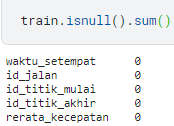 train.isnull().sum()
waktu_setempat 0
id_jalan 0
id_titik_mulai 0
id_titik_akhir 0
rerata_kecepatan 0